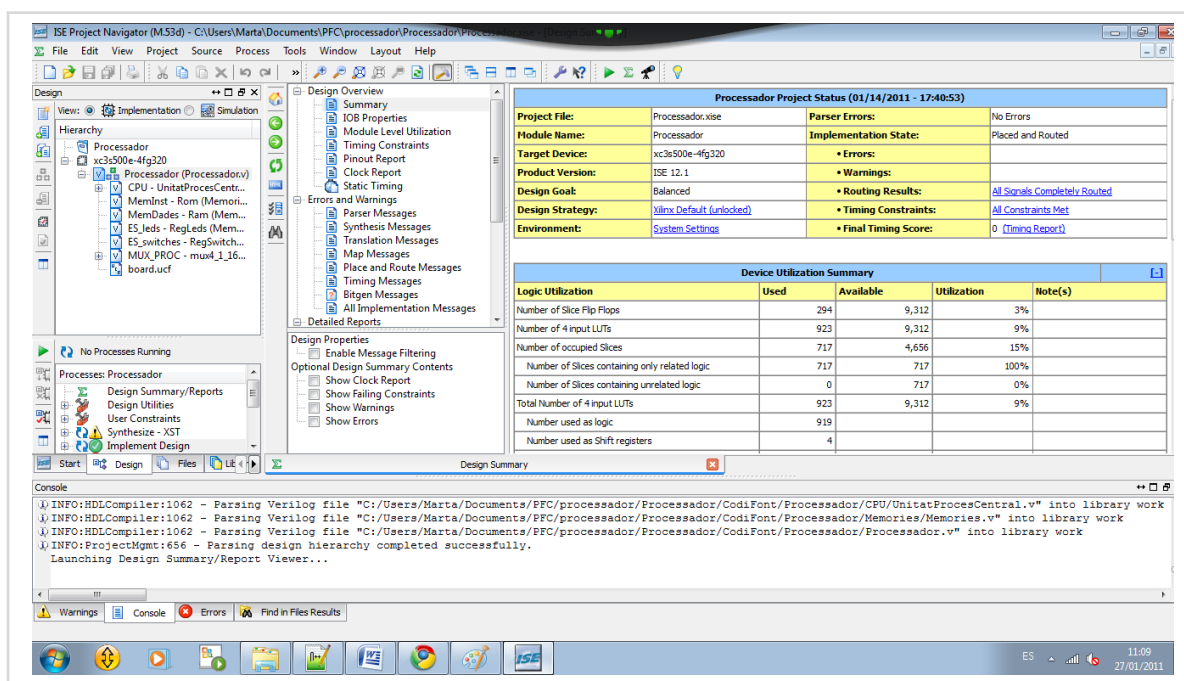 ISE Project Navigator (M.53d) - C:\Users\Marta\Documents\PFC\processador\Processador\
File Edit View Project Source Process Tools Window Layout Help
Design
View: Implementation Simulation
Hierarchy
Processador
xc3s500e-4fg320
Processador (Processador.v)
CPU - UnitatProcesCentr...
MemInst - Rom (Memori...
MemDades - Ram (Mem...
ES_leds - RegLeds (Mem...
ES_switches - RegSwitch...
MUX_PROC - mux4_1_16...
board.ucf
No Processes Running
Processes: Processador
Design Summary/Reports
Design Utilities
User Constraints
Synthesize - XST
Implement Design
Start Design Files Lit
Design Overview
Summary
IOB Properties
Module Level Utilization
Timing Constraints
Pinout Report
Clock Report
Static Timing
Errors and Warnings
Parser Messages
Synthesis Messages
Translation Messages
Map Messages
Place and Route Messages
Timing Messages
Bitgen Messages
All Implementation Messages
Detailed Reports
Design Properties
Enable Message Filtering
Optional Design Summary Contents
Show Clock Report
Show Failing Constraints
Show Warnings
Show Errors
Processador Project Status (01/14/2011 - 17:40:53)
Project File: Processador.xise Parser Errors: No Errors
Module Name: Processador Implementation State: Placed and Routed
Target Device: xc3s500e-4fg320 • Errors:
Product Version: ISE 12.1 • Warnings:
Design Goal: Balanced • Routing Results: All Signals Completely Routed
Design Strategy: Xilinx Default (unlocked) • Timing Constraints: All Constraints Met
Environment: System Settings • Final Timing Score: 0 (Timing Report)
Device Utilization Summary [-]
Logic Utilization Used Available Utilization Note(s)
Number of Slice Flip Flops 294 9,312 3%
Number of 4 input LUTs 923 9,312 9%
Number of occupied Slices 717 4,656 15%
Number of Slices containing only related logic 717 717 100%
Number of Slices containing unrelated logic 0 717 0%
Total Number of 4 input LUTs 923 9,312 9%
Number used as logic 919
Number used as Shift registers 4
Design Summary
Console
INFO:HDLCompiler:1062 - Parsing Verilog file "C:/Users/Marta/Documents/PFC/processador/Processador/CodiFont/Processador/CPU/UnitatProcesCentral.v" into library work
INFO:HDLCompiler:1062 - Parsing Verilog file "C:/Users/Marta/Documents/PFC/processador/Processador/CodiFont/Processador/Memories/Memories.v" into library work
INFO:HDLCompiler:1062 - Parsing Verilog file "C:/Users/Marta/Documents/PFC/processador/Processador/CodiFont/Processador/Processador.v" into library work
INFO:ProjectMgmt:656 - Parsing design hierarchy completed successfully.
Launching Design Summary/Report Viewer...
Warnings Console Errors Find in Files Results
ISE
ES 11:09
27/01/2011